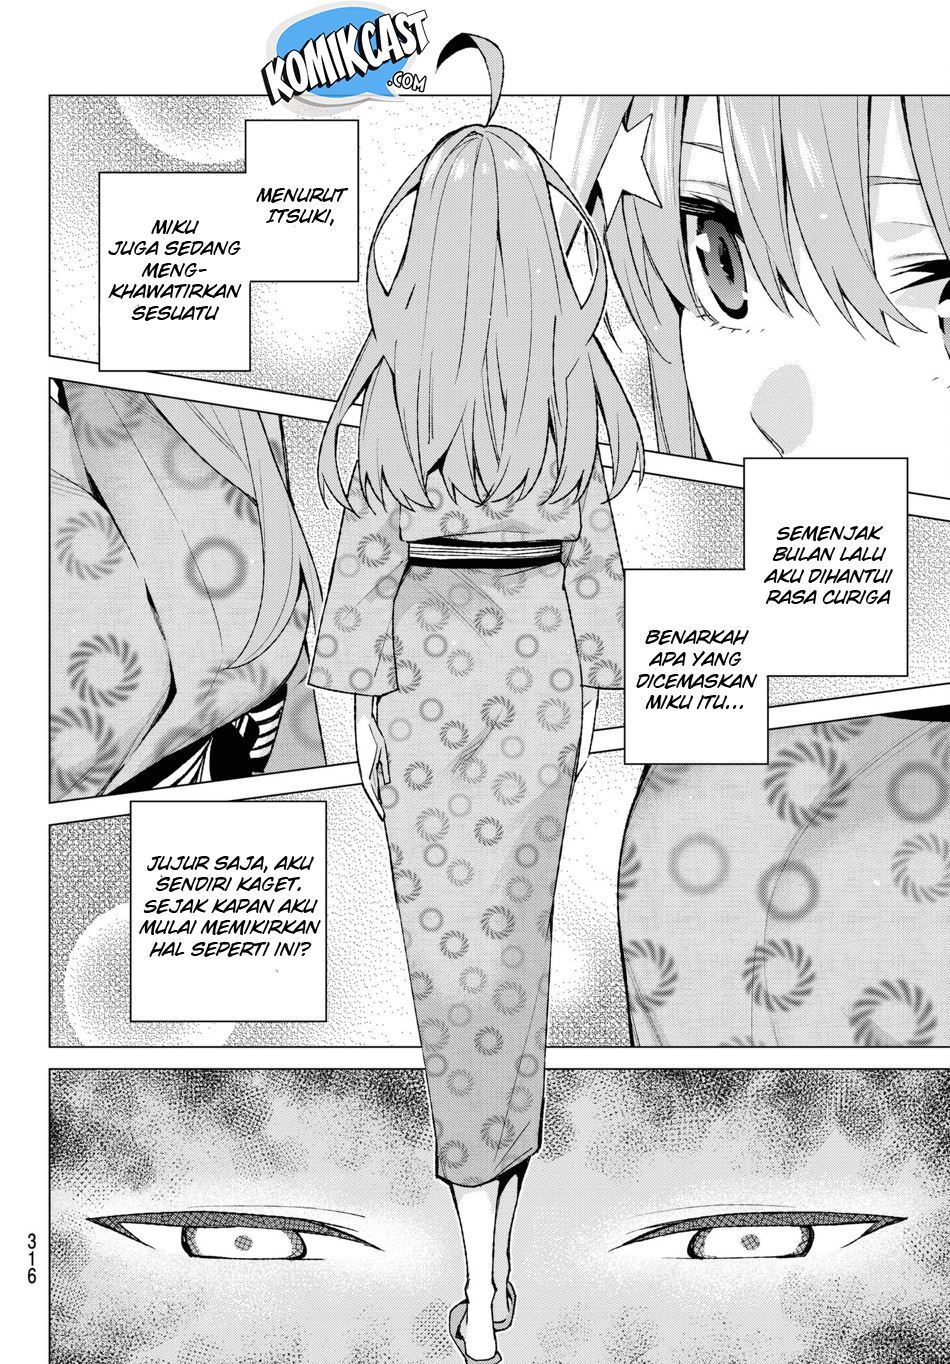 KOMIKCAST
.COM
MENURUT
ITSUKI,
MIKU
JUGA SEDANG
MENG-
KHAWATIRKAN
SESUATU
SEMENJAK
BULAN LALU
AKU DIHANTUI
RASA CURIGA
BENARKAH
APA YANG
DICEMASKAN
MIKU ITU...
JUJUR SAJA, AKU
SENDIRI KAGET.
SEJAK KAPAN AKU
MULAI MEMIKIRKAN
HAL SEPERTI INI?
316